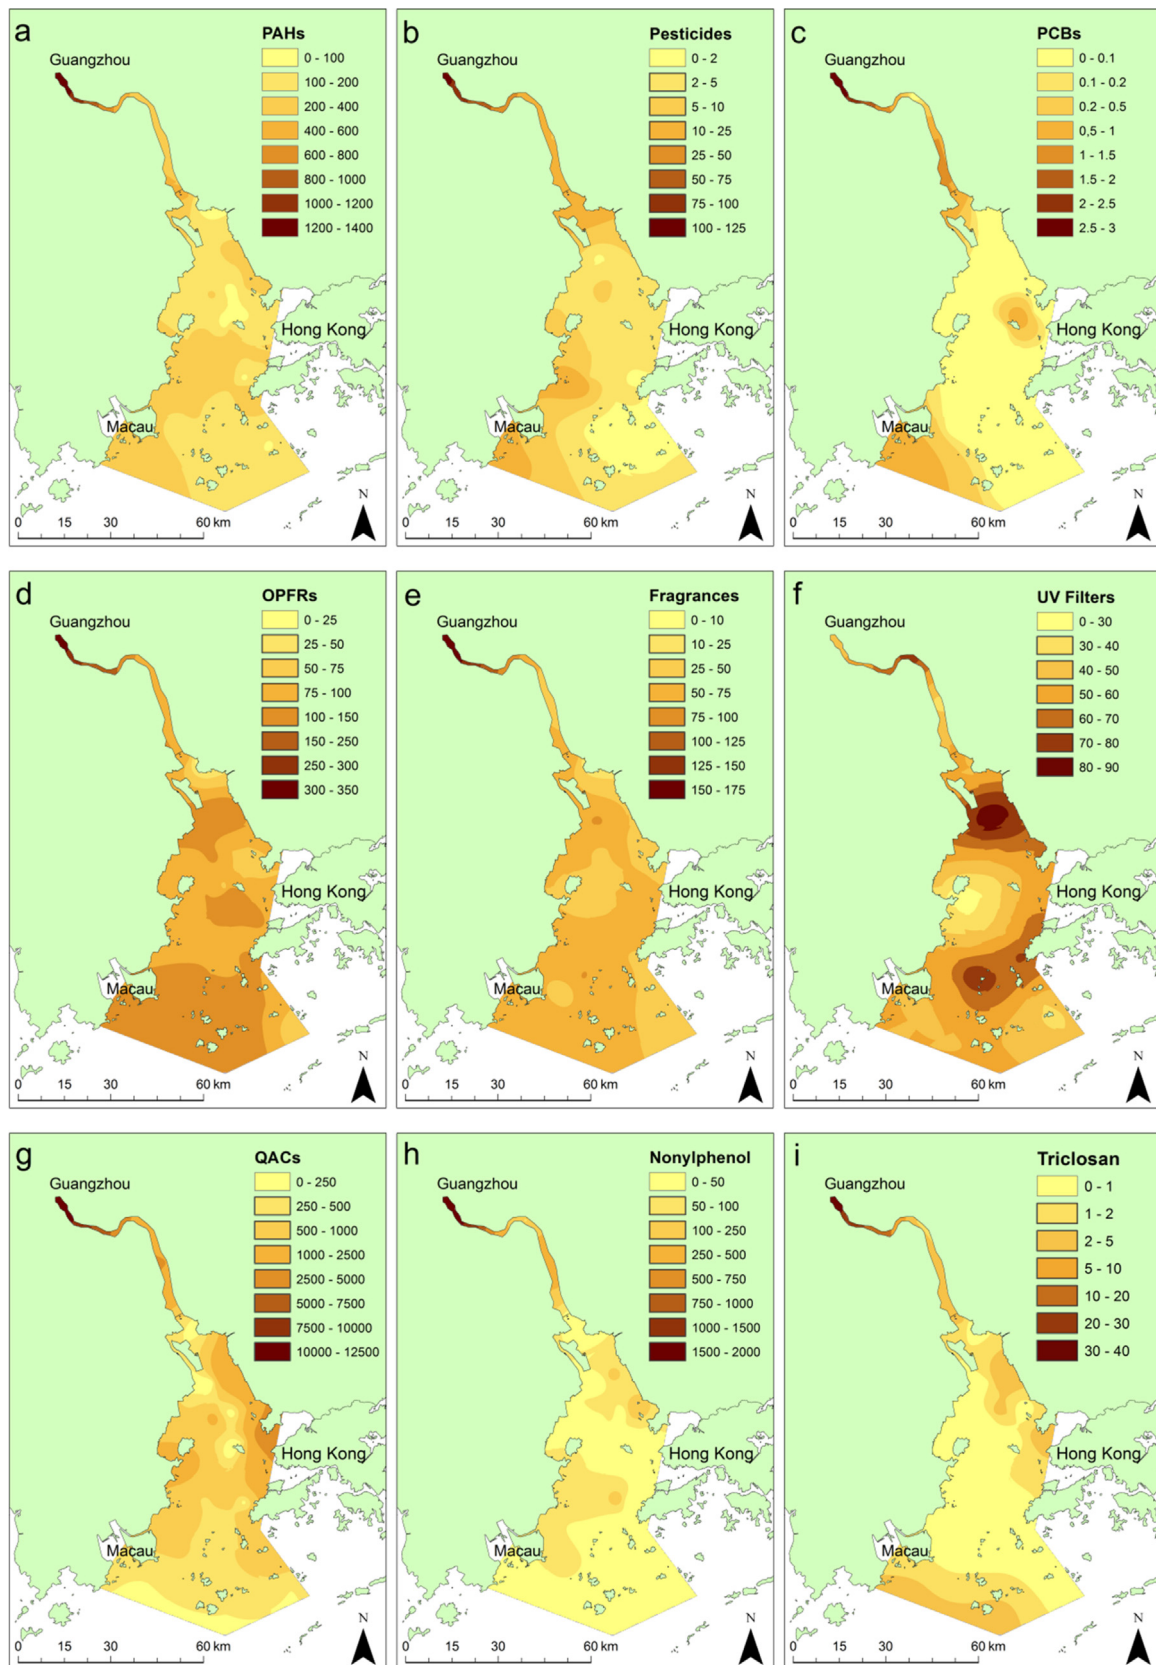 a
PAHs
Guangzhou
0 - 100
100 - 200
200 - 400
400 - 600
600 - 800
800 - 1000
1000 - 1200
1200 - 1400
Hong Kong
Macau
N
0 15 30 60 km
b
Pesticides
Guangzhou
0 - 2
2 - 5
5 - 10
10 - 25
25 - 50
50 - 75
75 - 100
100 - 125
Hong Kong
Macau
N
0 15 30 60 km
c
PCBs
Guangzhou
0 - 0.1
0.1 - 0.2
0.2 - 0.5
0,5 - 1
1 - 1.5
1.5 - 2
2 - 2.5
2.5 - 3
Hong Kong
Macau
N
0 15 30 60 km
d
OPFRs
Guangzhou
0 - 25
25 - 50
50 - 75
75 - 100
100 - 150
150 - 250
250 - 300
300 - 350
Hong Kong
Macau
N
0 15 30 60 km
e
Fragrances
Guangzhou
0 - 10
10 - 25
25 - 50
50 - 75
75 - 100
100 - 125
125 - 150
150 - 175
Hong Kong
Macau
N
0 15 30 60 km
f
UV Filters
Guangzhou
0 - 30
30 - 40
40 - 50
50 - 60
60 - 70
70 - 80
80 - 90
Hong Kong
Macau
N
0 15 30 60 km
g
QACs
Guangzhou
0 - 250
250 - 500
500 - 1000
1000 - 2500
2500 - 5000
5000 - 7500
7500 - 10000
10000 - 12500
Hong Kong
Macau
N
0 15 30 60 km
h
Nonylphenol
Guangzhou
0 - 50
50 - 100
100 - 250
250 - 500
500 - 750
750 - 1000
1000 - 1500
1500 - 2000
Hong Kong
Macau
N
0 15 30 60 km
i
Triclosan
Guangzhou
0 - 1
1 - 2
2 - 5
5 - 10
10 - 20
20 - 30
30 - 40
Hong Kong
Macau
N
0 15 30 60 km